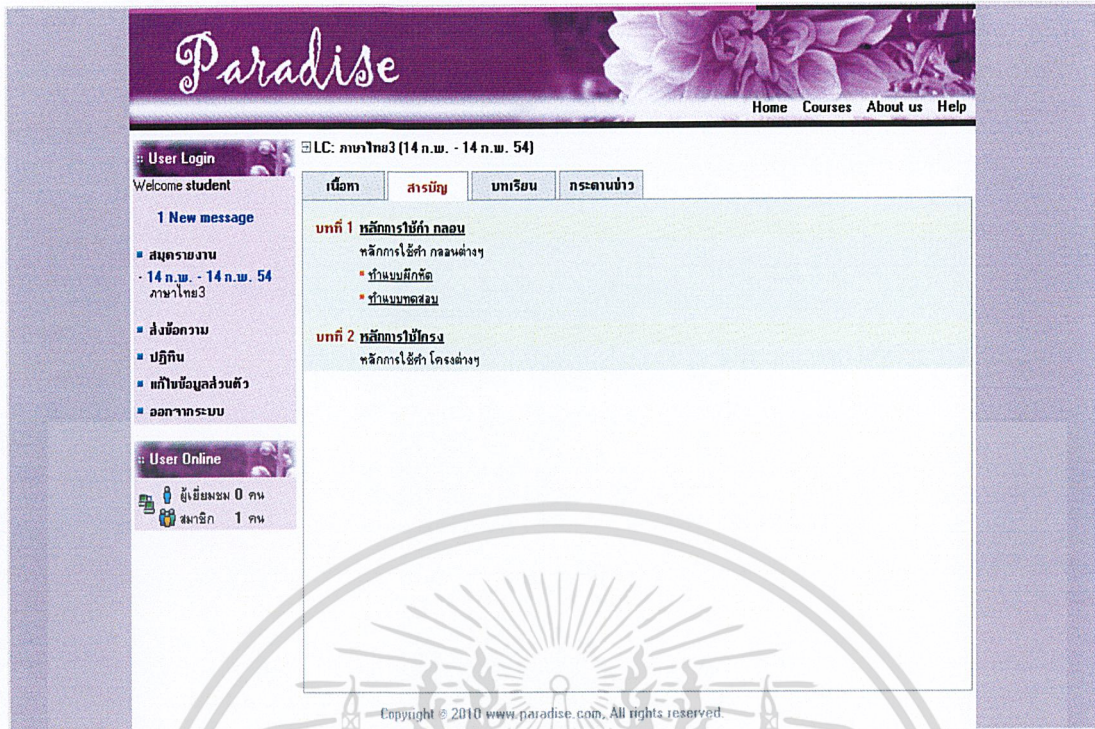 Paradise
Home Courses About us Help
:: User Login
Welcome student
1 New message
สมุดรายงาน
- 14 ก.พ. - 14 ก.พ. 54
ภาษาไทย3
ส่งข้อความ
ปฏิทิน
แก้ไขข้อมูลส่วนตัว
ออกจากระบบ
:: User Online
ผู้เยี่ยมชม 0 คน
สมาชิก 1 คน
LC: ภาษาไทย3 (14 ก.พ. - 14 ก.พ. 54)
เนื้อหา สารบัญ บทเรียน กระดานข่าว
บทที่ 1 หลักการใช้คำ กลอน
หลักการใช้คำ กลอนต่างๆ
ทำแบบฝึกหัด
ทำแบบทดสอบ
บทที่ 2 หลักการใช้โครง
หลักการใช้คำ โครงต่างๆ
Copyright © 2010 www.paradise.com, All rights reserved.